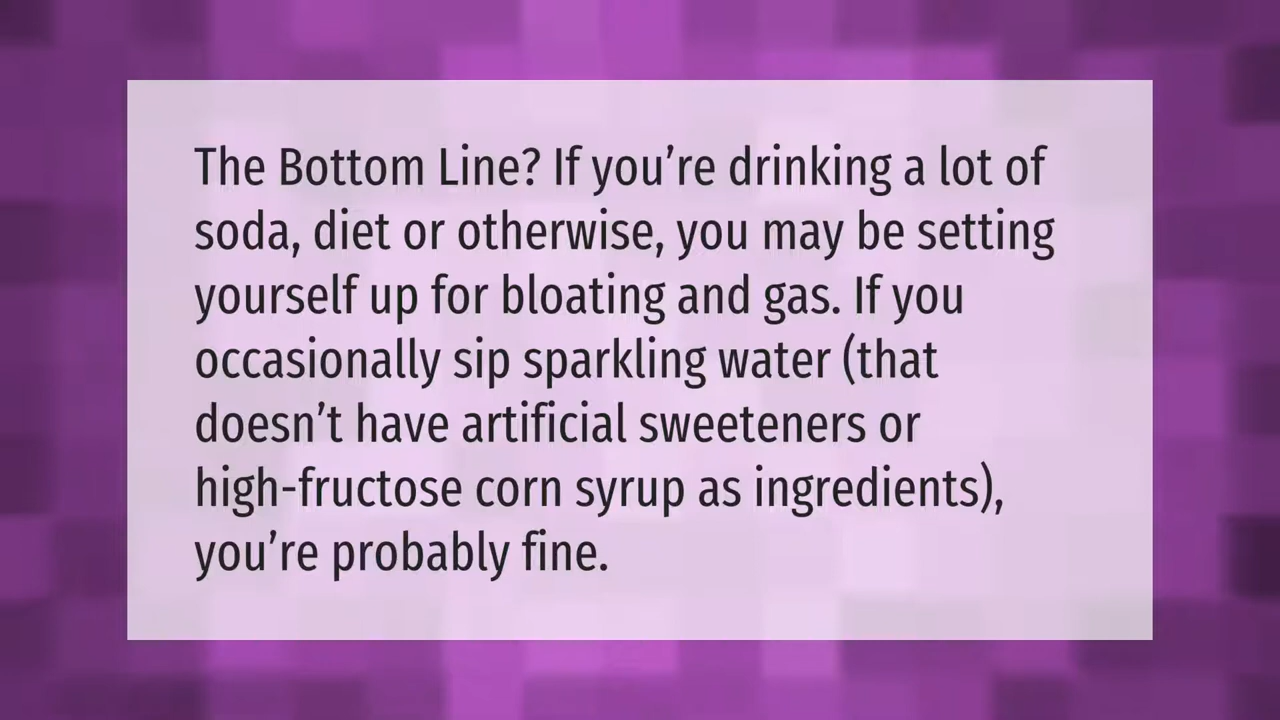 The Bottom Line? If you’re drinking a lot of
soda, diet or otherwise, you may be setting
yourself up for bloating and gas. If you
occasionally sip sparkling water (that
doesn’t have artificial sweeteners or
high-fructose corn syrup as ingredients),
you’re probably fine.